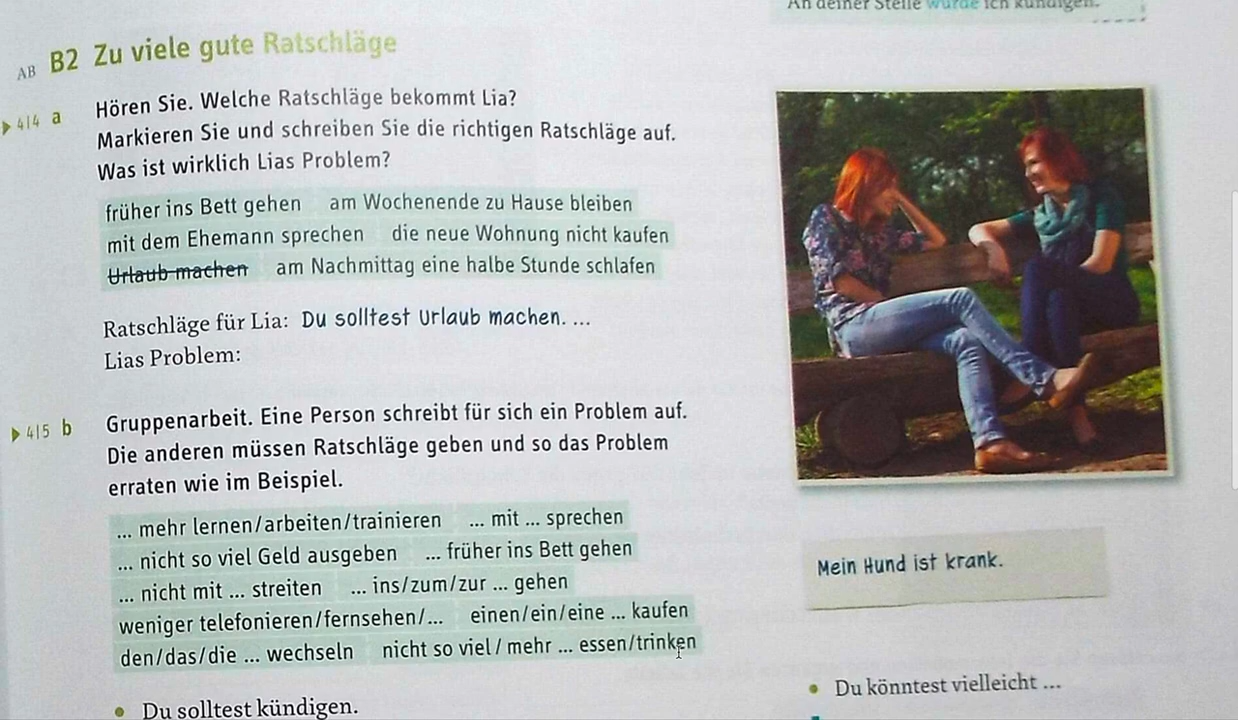 An deiner Stelle würde ich kündigen.
AB B2 Zu viele gute Ratschläge
4|4 a Hören Sie. Welche Ratschläge bekommt Lia?
Markieren Sie und schreiben Sie die richtigen Ratschläge auf.
Was ist wirklich Lias Problem?
früher ins Bett gehen am Wochenende zu Hause bleiben
mit dem Ehemann sprechen die neue Wohnung nicht kaufen
Urlaub machen am Nachmittag eine halbe Stunde schlafen
Ratschläge für Lia: Du solltest Urlaub machen. ...
Lias Problem:
4|5 b Gruppenarbeit. Eine Person schreibt für sich ein Problem auf.
Die anderen müssen Ratschläge geben und so das Problem
erraten wie im Beispiel.
... mehr lernen/arbeiten/trainieren ... mit ... sprechen
... nicht so viel Geld ausgeben ... früher ins Bett gehen
... nicht mit ... streiten ... ins/zum/zur ... gehen
weniger telefonieren/fernsehen/... einen/ein/eine ... kaufen
den/das/die ... wechseln nicht so viel/mehr ... essen/trinken
Mein Hund ist krank.
• Du solltest kündigen.
• Du könntest vielleicht ...